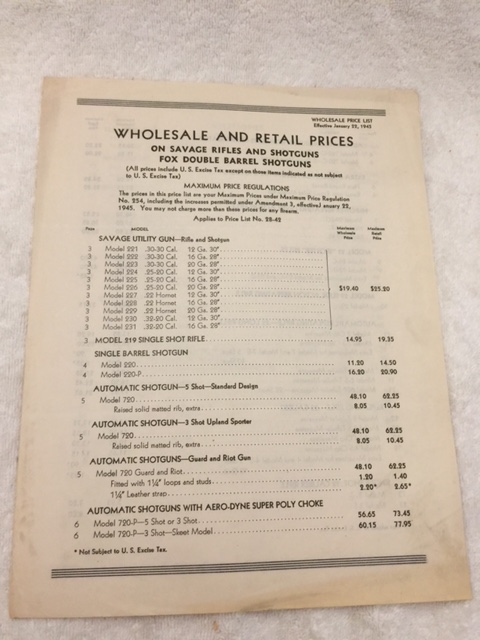 WHOLESALE PRICE LIST
Effective January 22, 1945
WHOLESALE AND RETAIL PRICES
ON SAVAGE RIFLES AND SHOTGUNS
FOX DOUBLE BARREL SHOTGUNS
(All prices include U. S. Excise Tax except on those items indicated as not subject
to U. S. Excise Tax)
MAXIMUM PRICE REGULATIONS
The prices in this price list are your Maximum Prices under Maximum Price Regulation
No. 254, including the increases permitted under Amendment 3, effective January 22,
1945. You may not charge more than these prices for any firearm.
Applies to Price List No. 28-42
Page MODEL Maximum Wholesale Price Maximum Retail Price
SAVAGE UTILITY GUN—Rifle and Shotgun
3 Model 221 .30-30 Cal. 12 Ga. 30"
3 Model 222 .30-30 Cal. 16 Ga. 28"
3 Model 223 .30-30 Cal. 20 Ga. 28"
3 Model 224 .25-20 Cal. 12 Ga. 30"
3 Model 225 .25-20 Cal. 16 Ga. 28"
3 Model 226 .25-20 Cal. 20 Ga. 28" $19.40 $25.20
3 Model 227 .22 Hornet 12 Ga. 30"
3 Model 228 .22 Hornet 16 Ga. 28"
3 Model 229 .22 Hornet 20 Ga. 28"
3 Model 230 .32-20 Cal. 12 Ga. 30"
3 Model 231 .32-20 Cal. 16 Ga. 28"
3 MODEL 219 SINGLE SHOT RIFLE 14.95 19.35
SINGLE BARREL SHOTGUN
4 Model 220 11.20 14.50
4 Model 220-P 16.20 20.90
AUTOMATIC SHOTGUN—5 Shot—Standard Design
5 Model 720 48.10 62.25
Raised solid matted rib, extra 8.05 10.45
AUTOMATIC SHOTGUN—3 Shot Upland Sporter
5 Model 720 48.10 62.25
Raised solid matted rib, extra 8.05 10.45
AUTOMATIC SHOTGUNS—Guard and Riot Gun
5 Model 720 Guard and Riot 48.10 62.25
Fitted with 1¼" loops and studs 1.20 1.40
1¼" Leather strap 2.20* 2.65*
AUTOMATIC SHOTGUNS WITH AERO-DYNE SUPER POLY CHOKE
6 Model 720-P—5 Shot or 3 Shot 56.65 73.45
6 Model 720-P—3 Shot—Skeet Model 60.15 77.95
* Not Subject to U. S. Excise Tax.